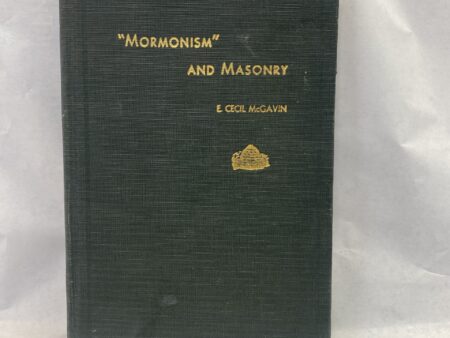 "MORMONISM"
AND MASONRY
E. CECIL MCGAVIN